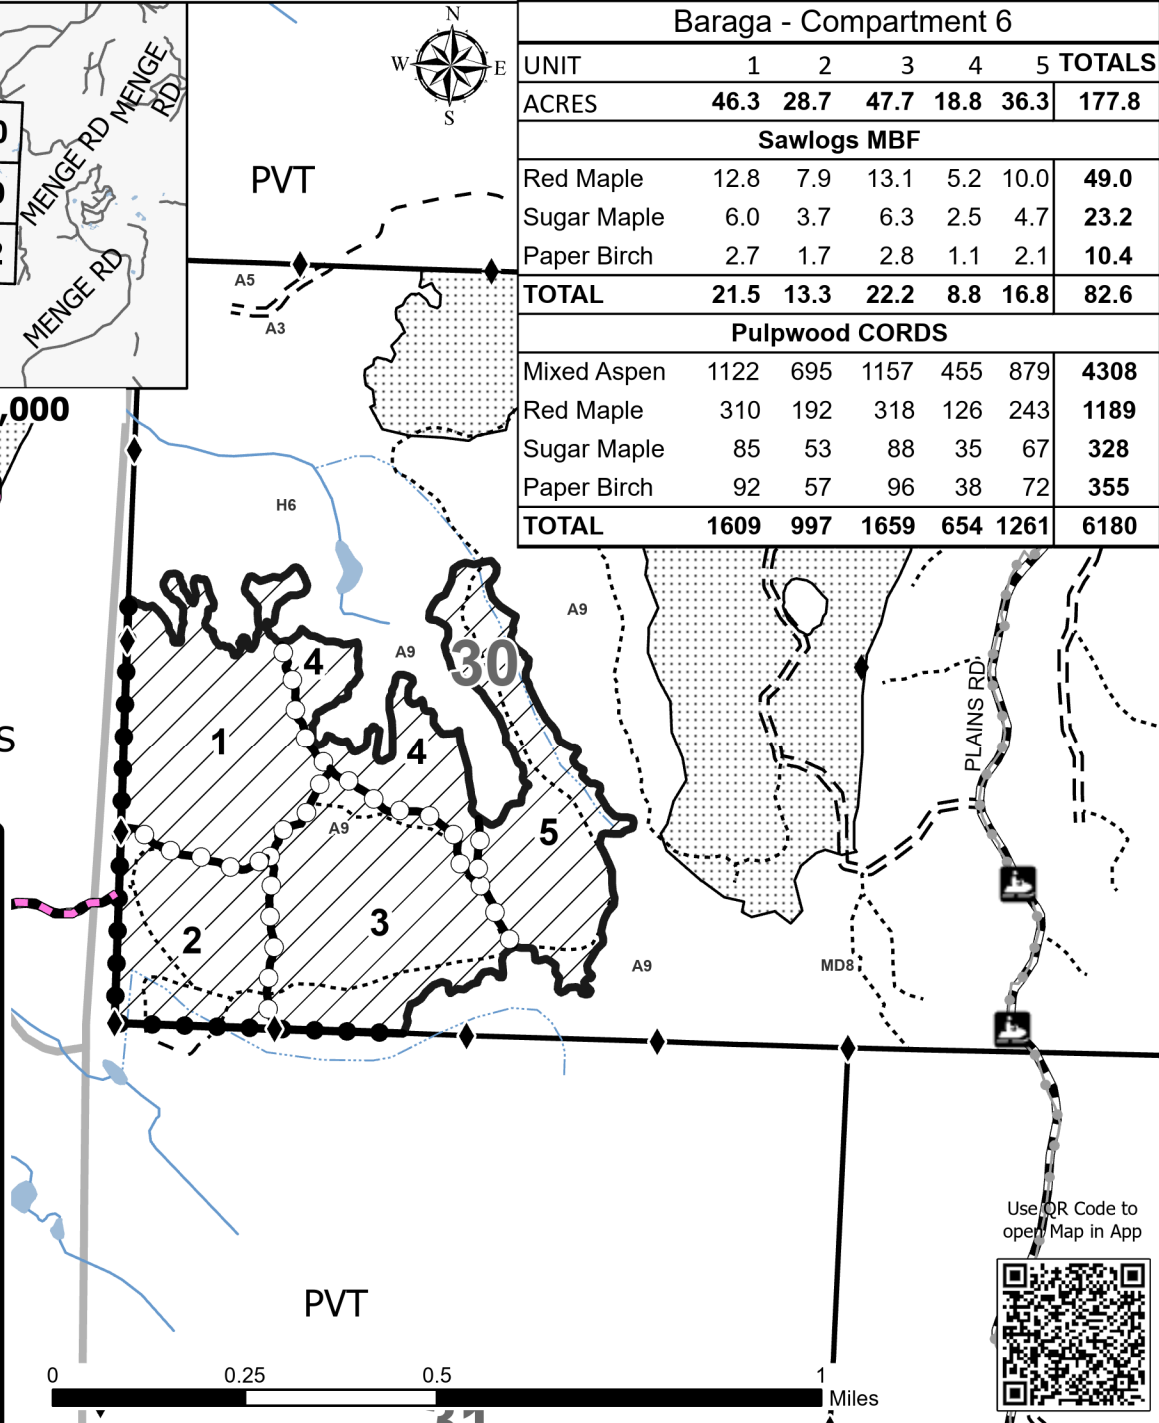 Baraga - Compartment 6
UNIT 1 2 3 4 5 TOTALS
ACRES 46.3 28.7 47.7 18.8 36.3 177.8
Sawlogs MBF
Red Maple 12.8 7.9 13.1 5.2 10.0 49.0
Sugar Maple 6.0 3.7 6.3 2.5 4.7 23.2
Paper Birch 2.7 1.7 2.8 1.1 2.1 10.4
TOTAL 21.5 13.3 22.2 8.8 16.8 82.6
Pulpwood CORDS
Mixed Aspen 1122 695 1157 455 879 4308
Red Maple 310 192 318 126 243 1189
Sugar Maple 85 53 88 35 67 328
Paper Birch 92 57 96 38 72 355
TOTAL 1609 997 1659 654 1261 6180
N
W E
S
MENGE RD
MENGE RD
MENGE RD
PVT
A5
A3
,000
H6
A9
A9
30
4
1
4
S
PLAINS RD
A9
5
3
2
A9
MD8
Use QR Code to
open Map in App
PVT
0 0.25 0.5 1
Miles
31